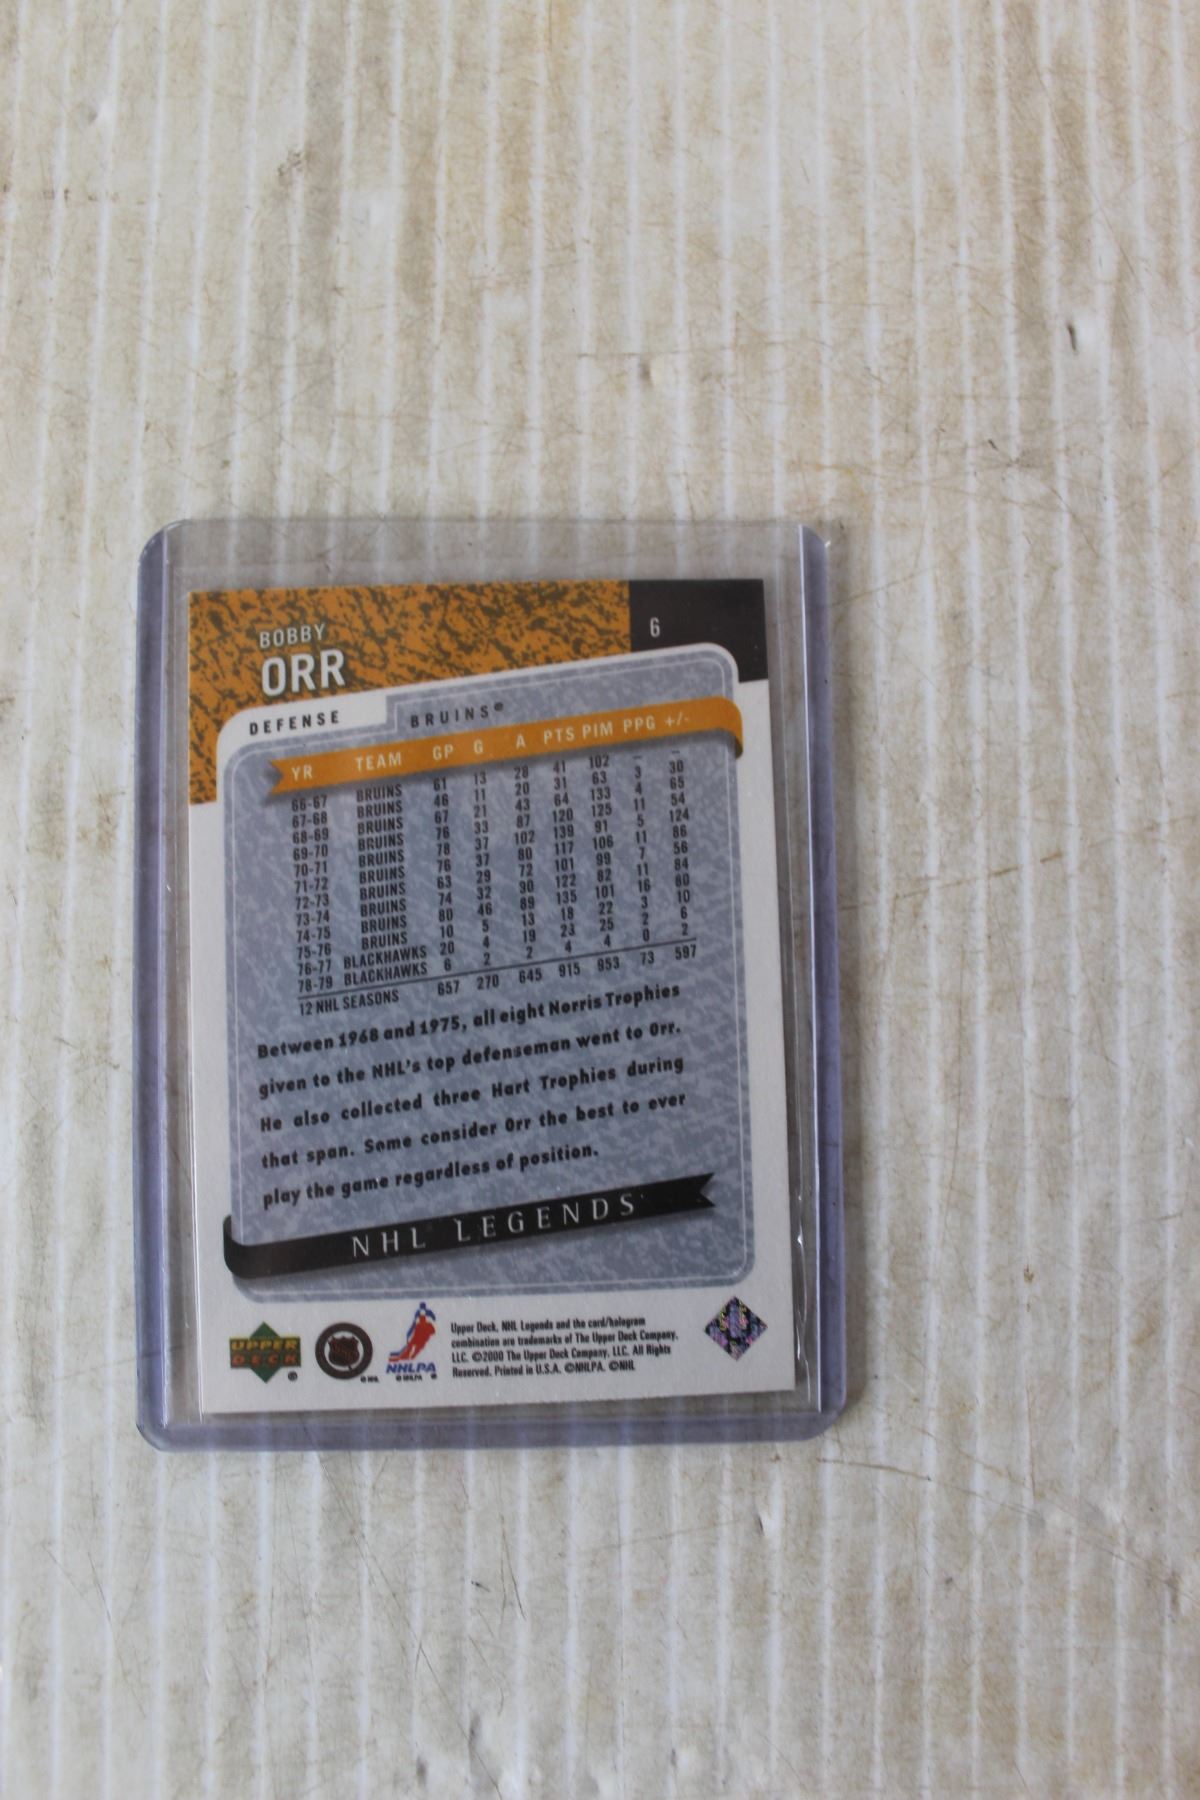 BOBBY
ORR
6
DEFENSE
BRUINS®
YR TEAM GP G A PTS PIM PPG +/-
66-67 BRUINS 61 13 28 41 102 – –
67-68 BRUINS 46 11 20 31 63 3 30
68-69 BRUINS 67 21 43 64 133 4 65
69-70 BRUINS 76 33 87 120 125 11 54
70-71 BRUINS 78 37 102 139 91 5 124
71-72 BRUINS 76 37 80 117 106 11 86
72-73 BRUINS 63 29 72 101 99 7 56
73-74 BRUINS 74 32 90 122 82 11 84
74-75 BRUINS 80 46 89 135 101 16 80
75-76 BRUINS 10 5 13 18 22 3 10
76-77 BLACKHAWKS 20 4 19 23 25 2 6
78-79 BLACKHAWKS 6 2 2 4 4 0 2
12 NHL SEASONS 657 270 645 915 953 73 597
Between 1968 and 1975, all eight Norris Trophies
given to the NHL's top defenseman went to Orr.
He also collected three Hart Trophies during
that span. Some consider Orr the best to ever
play the game regardless of position.
NHL LEGENDS
UPPER
DECK
®
©NHL
NHLPA
©NHLPA
®
Upper Deck, NHL Legends and the card/hologram
combination are trademarks of The Upper Deck Company,
LLC. ©2000 The Upper Deck Company, LLC. All Rights
Reserved. Printed in U.S.A. ©NHLPA. ©NHL